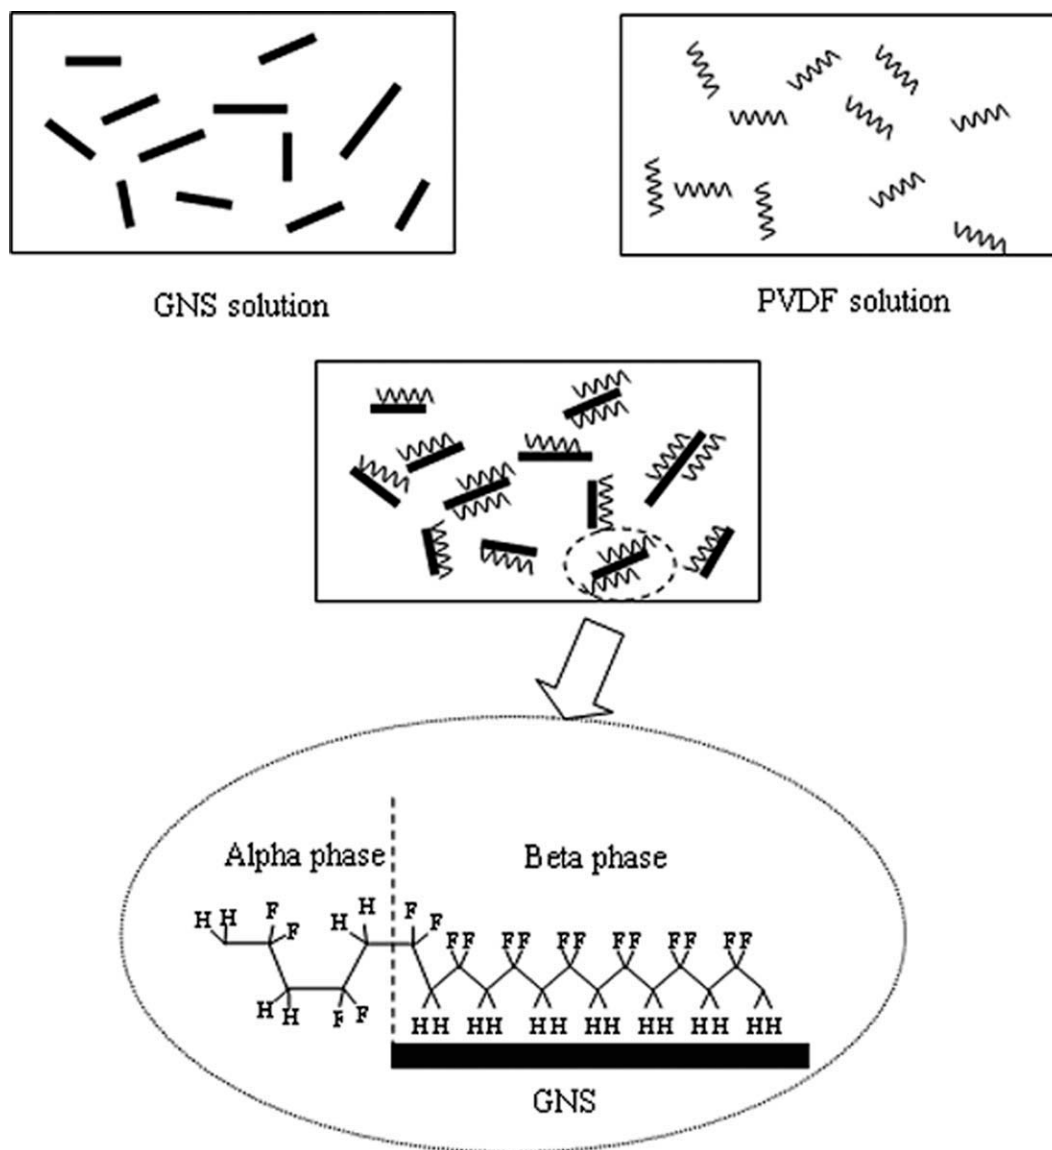 GNS solution
PVDF solution
Alpha phase
Beta phase
H H F F H H F F FF FF FF FF FF FF
H H F F HH HH HH HH HH HH HH
GNS